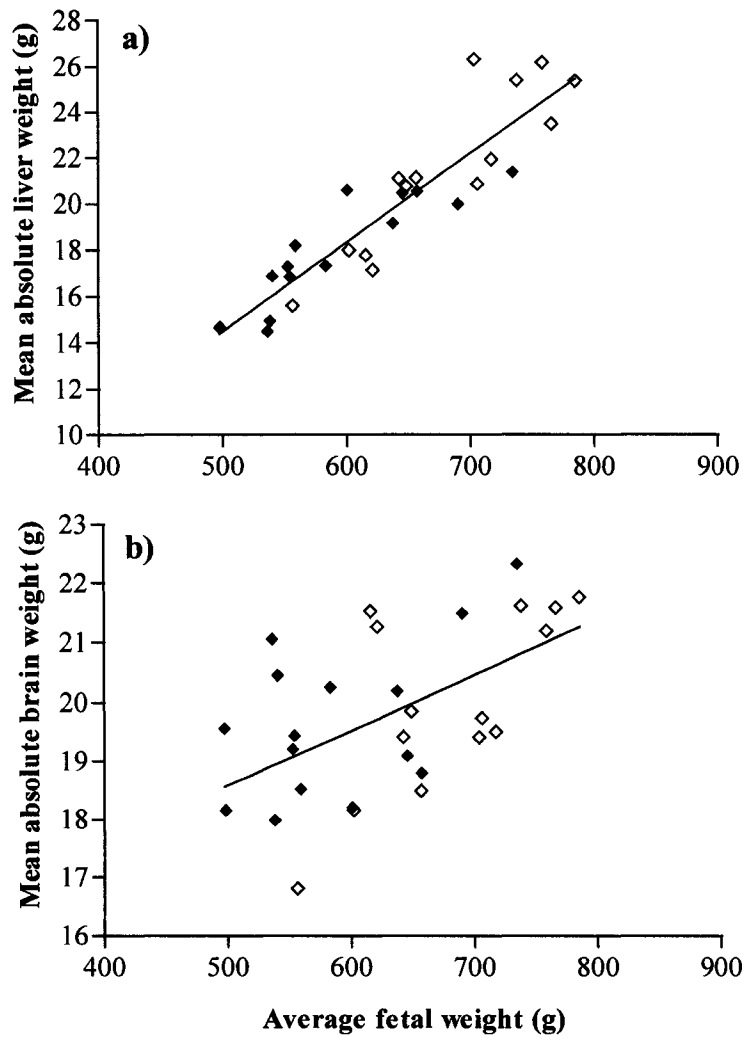 a)
Mean absolute liver weight (g)
28
26
24
22
20
18
16
14
12
10
400 500 600 700 800 900
b)
Mean absolute brain weight (g)
23
22
21
20
19
18
17
16
400 500 600 700 800 900
Average fetal weight (g)